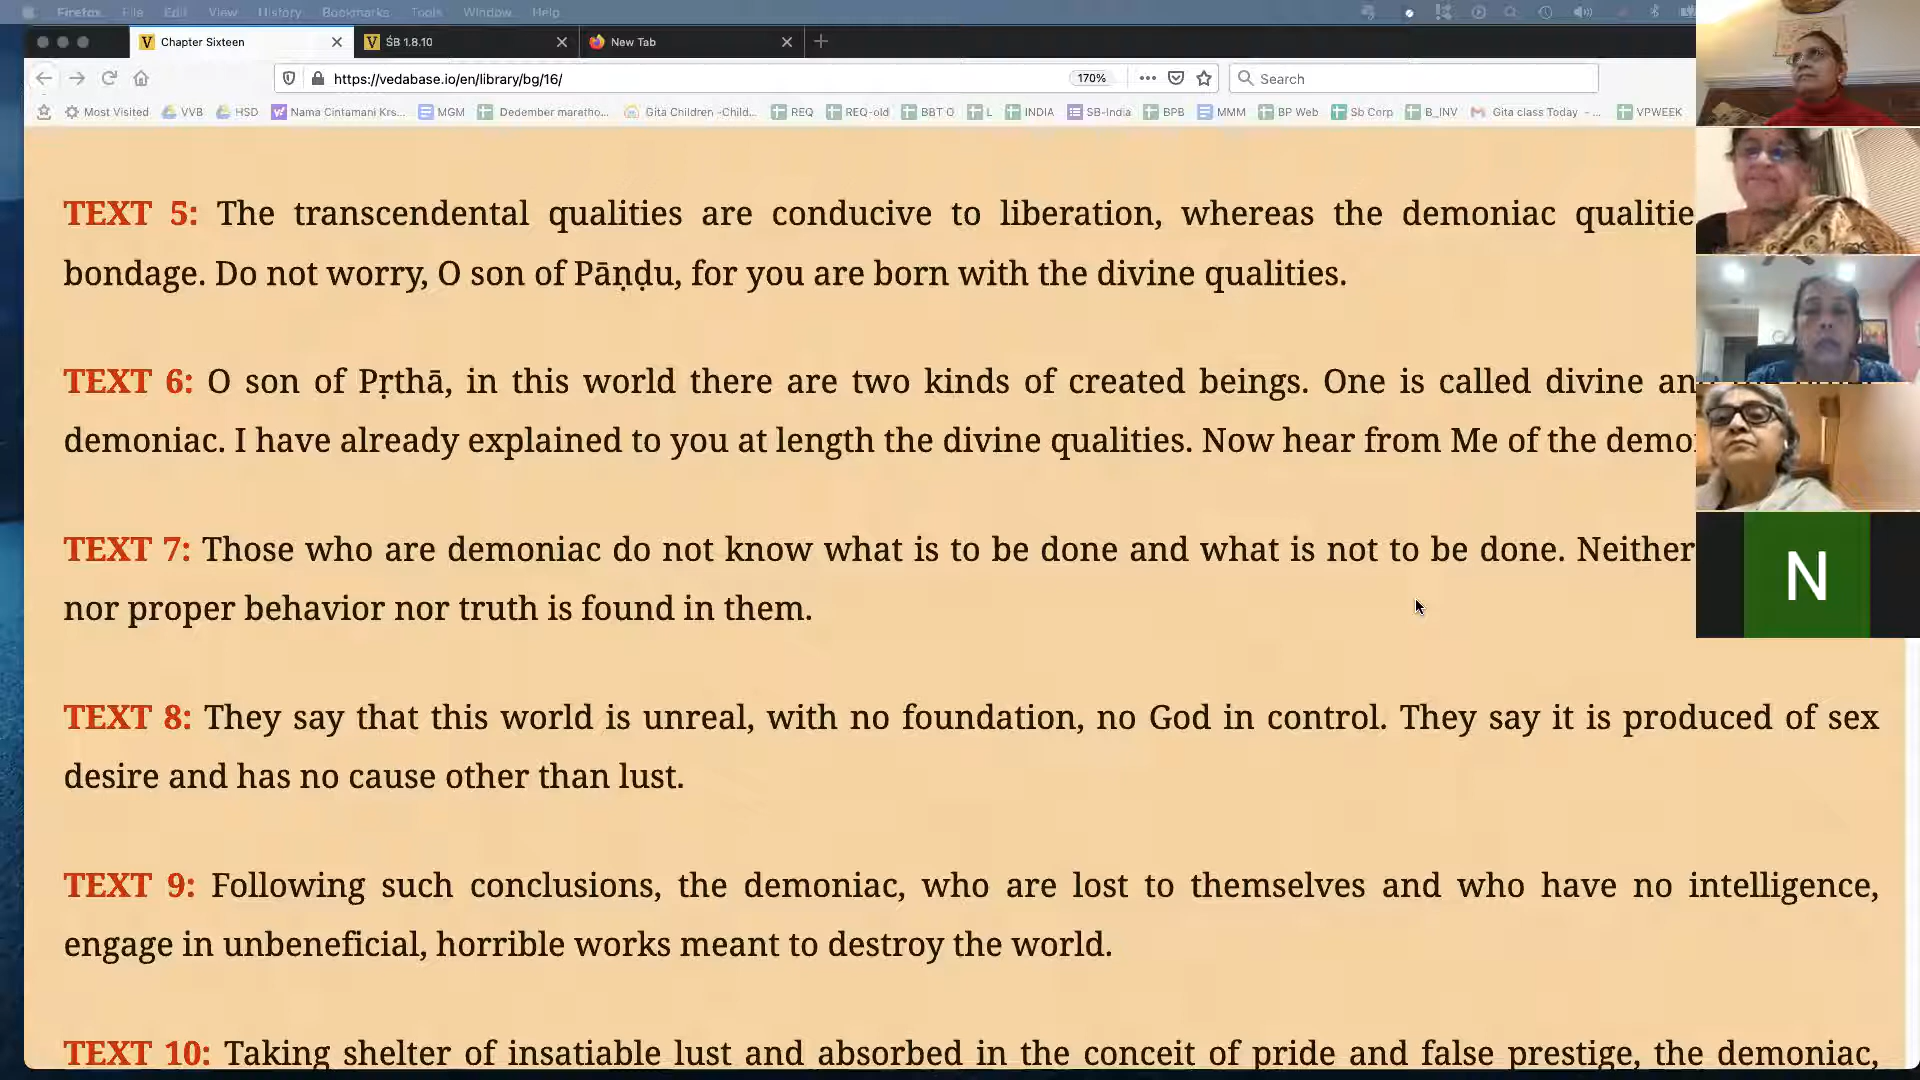 Firefox File Edit View History Bookmarks Tools Window Help
Chapter Sixteen ŚB 1.8.10 New Tab
https://vedabase.io/en/library/bg/16/ 170% Search
Most Visited VVB HSD Nama Cintamani Krs... MGM Dedember maratho... Gita Children -Child... REQ REQ-old BBT O L INDIA SB-India BPB MMM BP Web Sb Corp B_INV Gita class Today - ... VPWEEK
TEXT 5: The transcendental qualities are conducive to liberation, whereas the demoniac qualitie
bondage. Do not worry, O son of Pāṇḍu, for you are born with the divine qualities.
TEXT 6: O son of Pṛthā, in this world there are two kinds of created beings. One is called divine an
demoniac. I have already explained to you at length the divine qualities. Now hear from Me of the demo
TEXT 7: Those who are demoniac do not know what is to be done and what is not to be done. Neither
nor proper behavior nor truth is found in them.
N
TEXT 8: They say that this world is unreal, with no foundation, no God in control. They say it is produced of sex
desire and has no cause other than lust.
TEXT 9: Following such conclusions, the demoniac, who are lost to themselves and who have no intelligence,
engage in unbeneficial, horrible works meant to destroy the world.
TEXT 10: Taking shelter of insatiable lust and absorbed in the conceit of pride and false prestige, the demoniac,